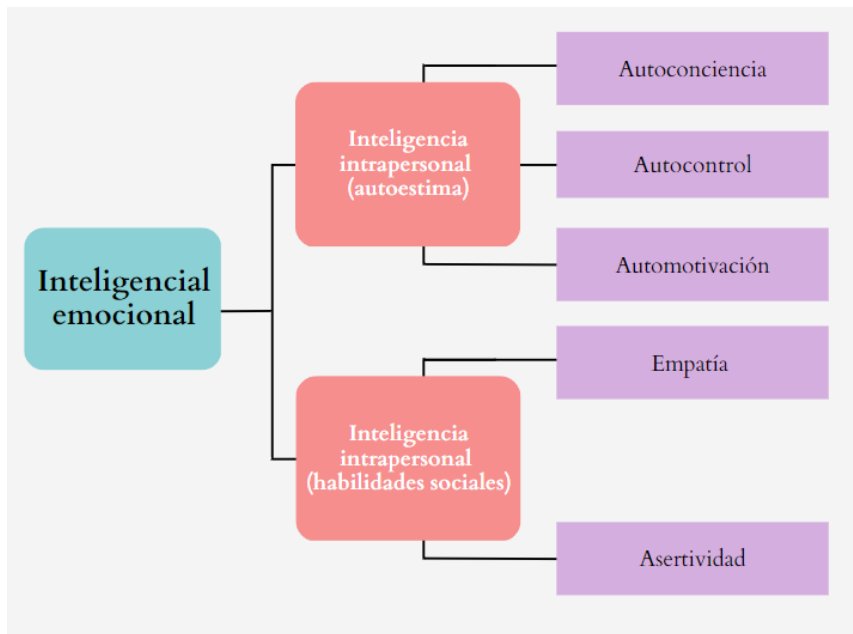 Inteligencial
emocional
Inteligencia
intrapersonal
(autoestima)
Autoconciencia
Autocontrol
Automotivación
Inteligencia
intrapersonal
(habilidades sociales)
Empatía
Asertividad